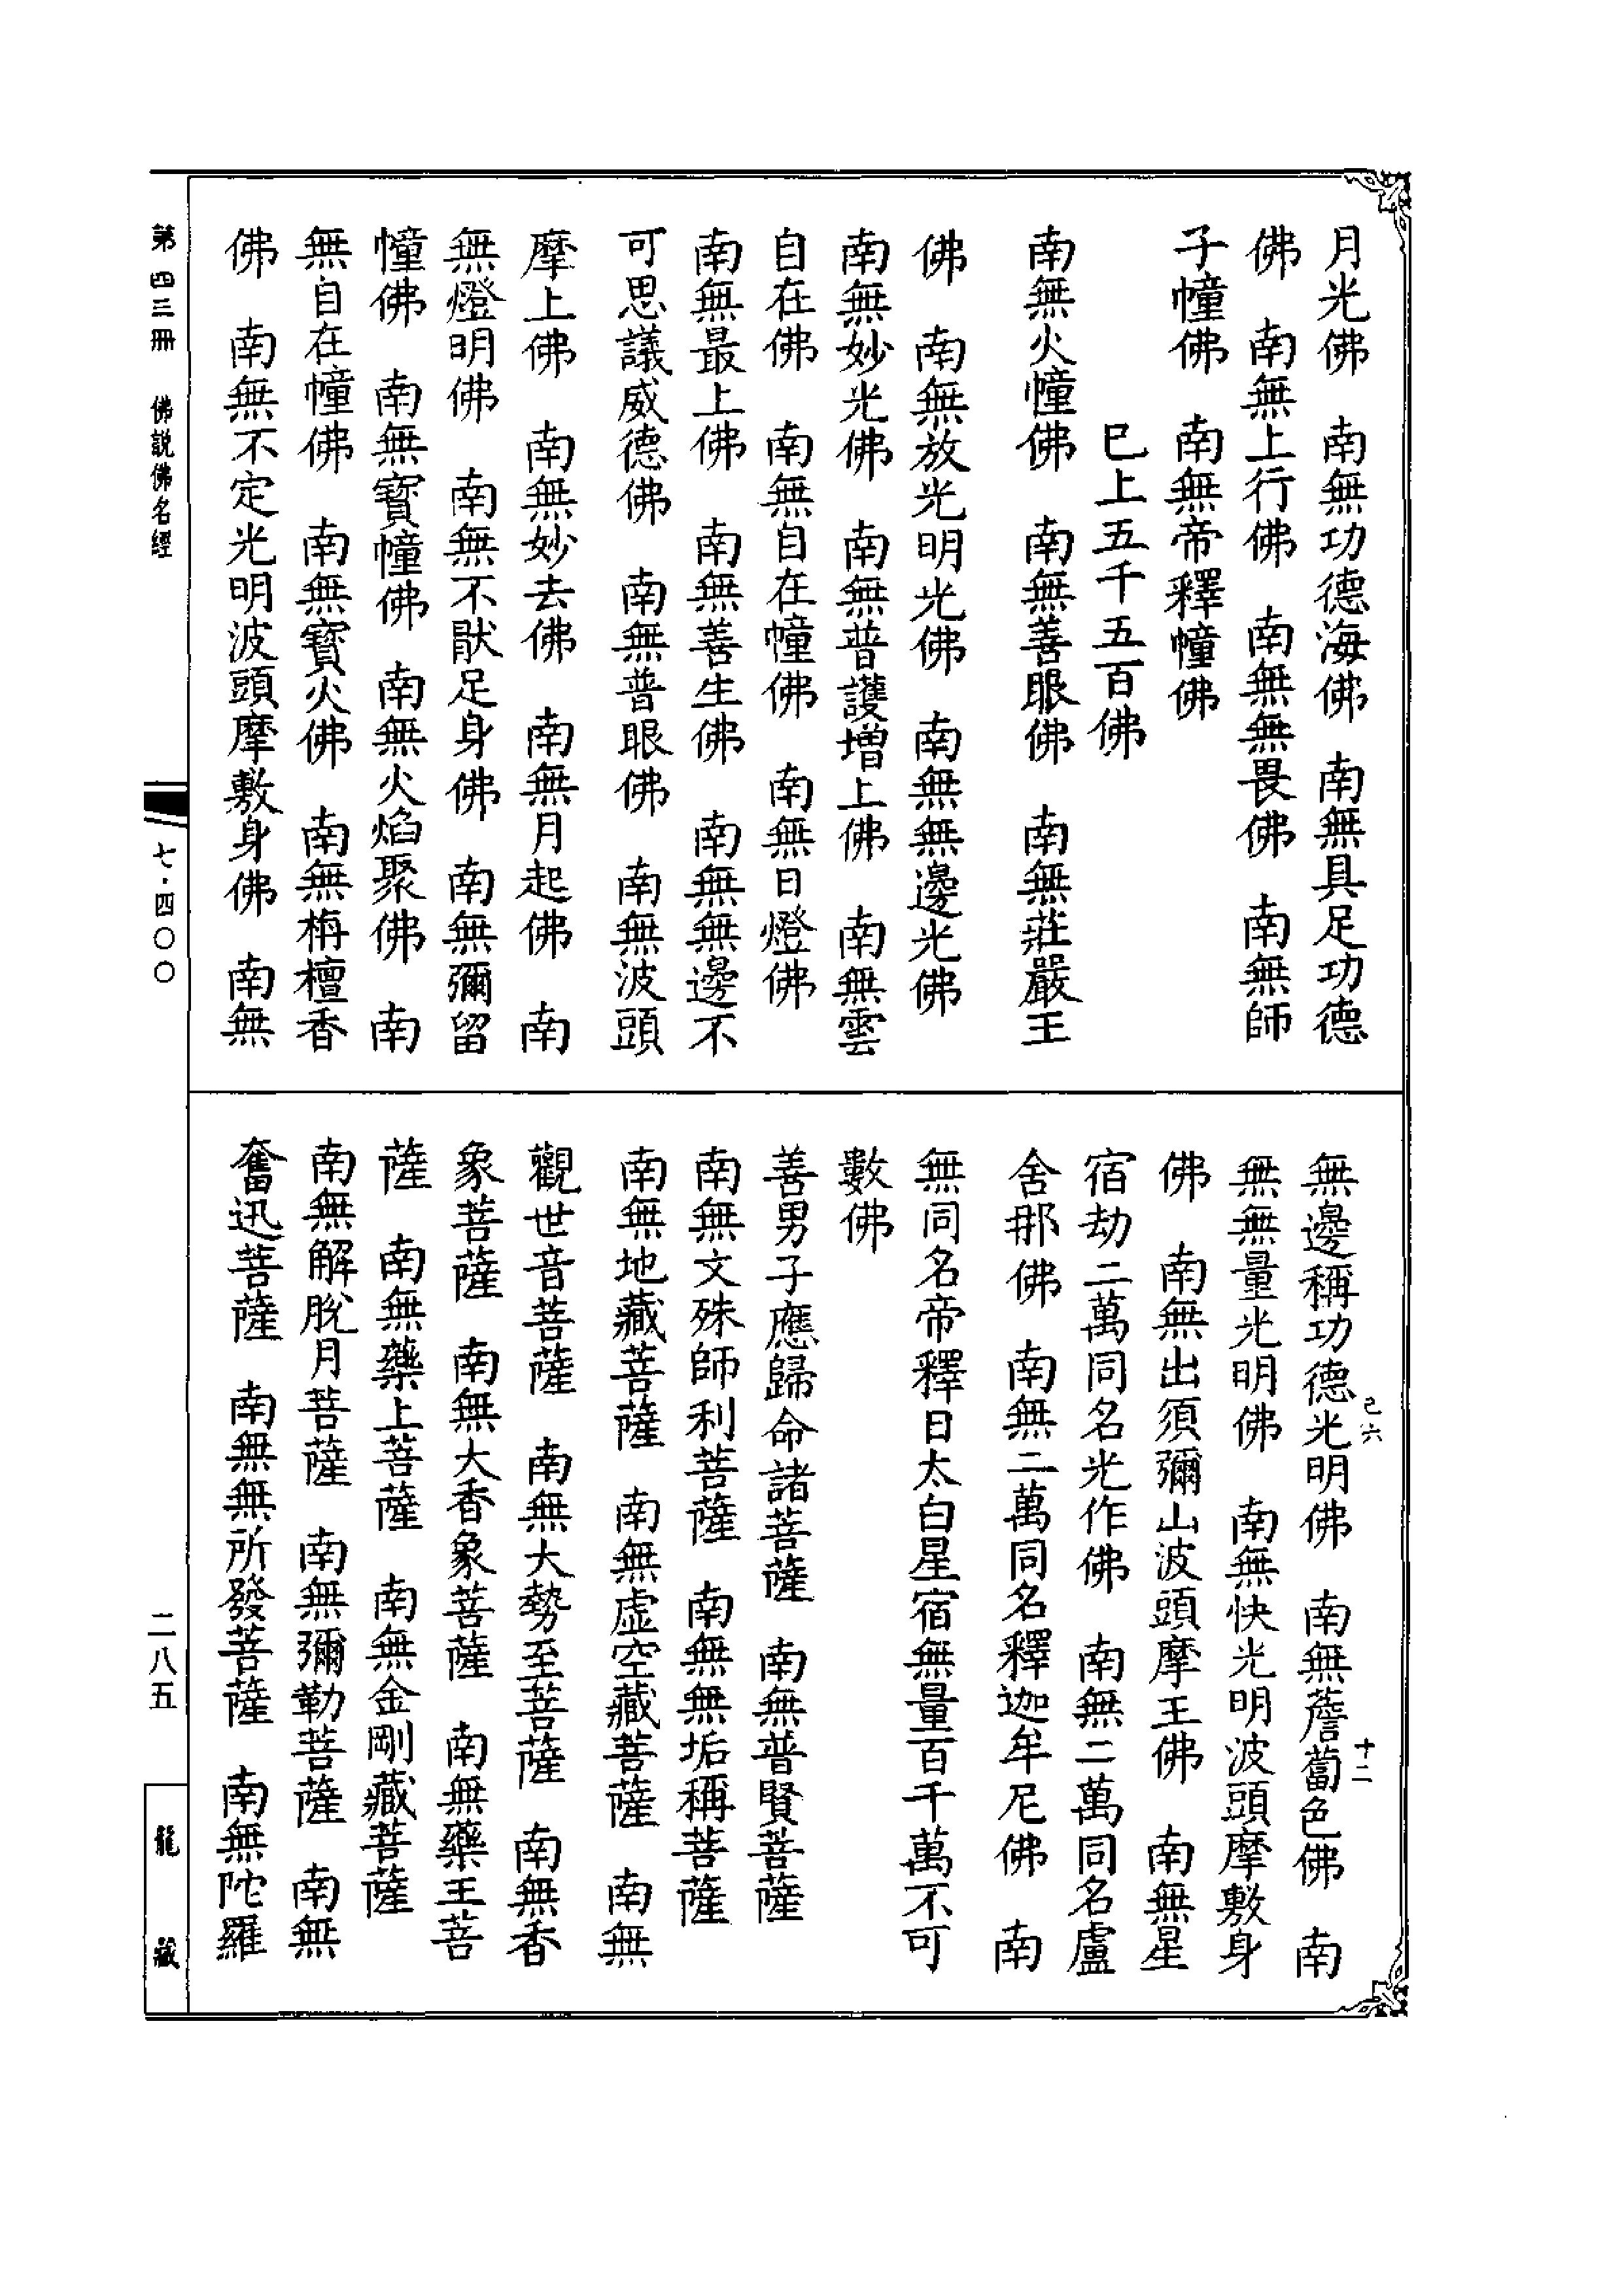 月光佛　南無功德海佛　南無具足功德
佛　南無上行佛　南無無畏佛　南無師
子幢佛　南無帝釋幢佛
巳上五千五百佛
南無火幢佛　南無善眼佛　南無莊嚴王
佛　南無放光明光佛　南無無邊光佛
南無妙光佛　南無普護增上佛　南無雲
自在佛　南無自在幢佛　南無日燈佛
南無最上佛　南無善生佛　南無無邊不
可思議威德佛　南無普眼佛　南無波頭
摩上佛　南無妙去佛　南無月起佛　南
無燈明佛　南無不猒足身佛　南無彌留
幢佛　南無寶幢佛　南無火焰聚佛　南
無自在幢佛　南無寶火佛　南無栴檀香
佛　南無不定光明波頭摩敷身佛　南無
無邊稱功德光明佛　南無薝蔔色佛　南
無無量光明佛　南無快光明波頭摩敷身
佛　南無出須彌山波頭摩王佛　南無星
宿劫二萬同名光作佛　南無二萬同名盧
舍那佛　南無二萬同名釋迦牟尼佛　南
無同名帝釋日太白星宿無量百千萬不可
數佛
善男子應歸命諸菩薩　南無普賢菩薩
南無文殊師利菩薩　南無無垢稱菩薩
南無地藏菩薩　南無虛空藏菩薩　南無
觀世音菩薩　南無大勢至菩薩　南無香
象菩薩　南無大香象菩薩　南無藥王菩
薩　南無藥上菩薩　南無金剛藏菩薩
南無解脫月菩薩　南無彌勒菩薩　南無
奮迅菩薩　南無無所發菩薩　南無陀羅
己六
十二
第四三冊　佛説佛名經
七·四〇〇
二八五
龍藏